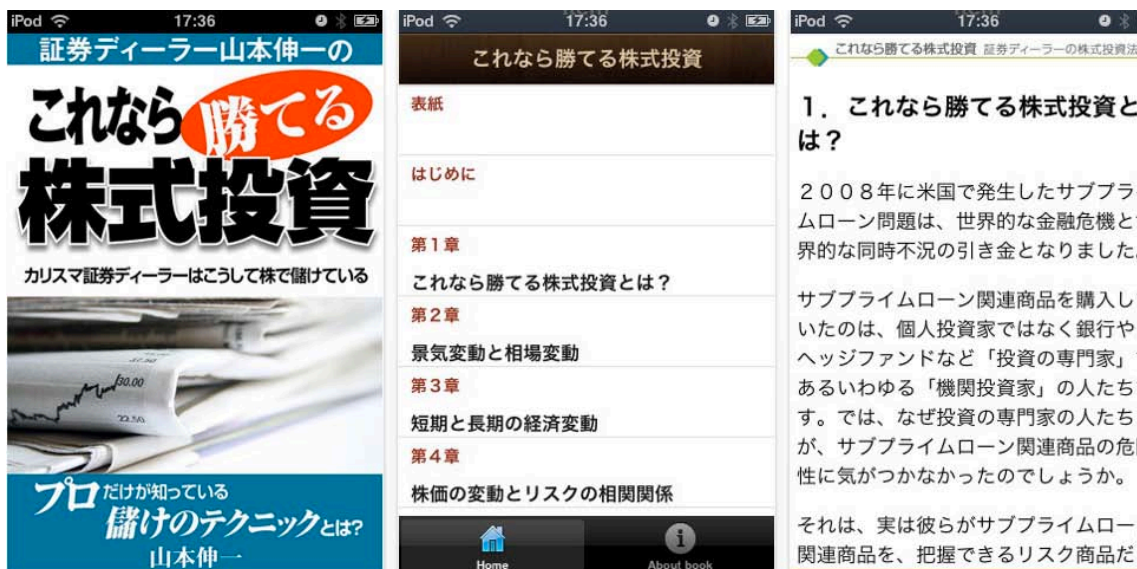 iPod 17:36
証券ディーラー山本伸一の
これなら勝てる
株式投資
カリスマ証券ディーラーはこうして株で儲けている
30.00
22.50
プロだけが知っている
儲けのテクニックとは?
山本伸一
iPod 17:36
これなら勝てる株式投資
表紙
はじめに
第1章
これなら勝てる株式投資とは?
第2章
景気変動と相場変動
第3章
短期と長期の経済変動
第4章
株価の変動とリスクの相関関係
Home
About book
iPod 17:36
これなら勝てる株式投資 証券ディーラーの株式投資法
1.これなら勝てる株式投資と
は?
2008年に米国で発生したサブプラ
ムローン問題は、世界的な金融危機と
界的な同時不況の引き金となりました
サブプライムローン関連商品を購入し
いたのは、個人投資家ではなく銀行や
ヘッジファンドなど「投資の専門家」
あるいわゆる「機関投資家」の人たち
す。では、なぜ投資の専門家の人たち
が、サブプライムローン関連商品の危
性に気がつかなかったのでしょうか。
それは、実は彼らがサブプライムロー
関連商品を、把握できるリスク商品だ